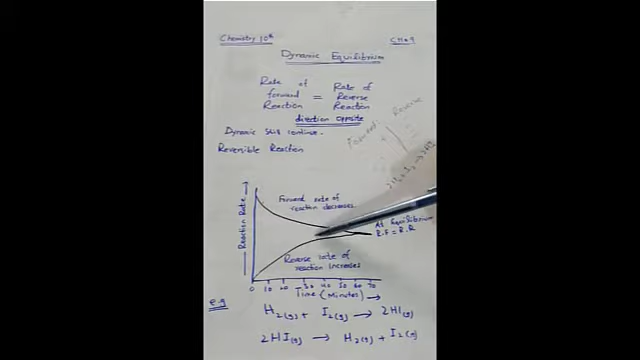 Chemistry 10th
CH # 9
Dynamic Equilibrium
Rate of forward Reaction = Rate of Reverse Reaction
direction opposite
Dynamic still continue.
Reversible Reaction
Forward
Reverse
Reaction Rate
Forward rate of
reaction decreases.
At Equilibrium
R.F = R.R
Reverse rate of
reaction increases
0 10 20 30 40 50 60 70
Time (minutes)
e.g
H2(g) + I2(g) → 2HI(g)
2HI(g) → H2(g) + I2(g)